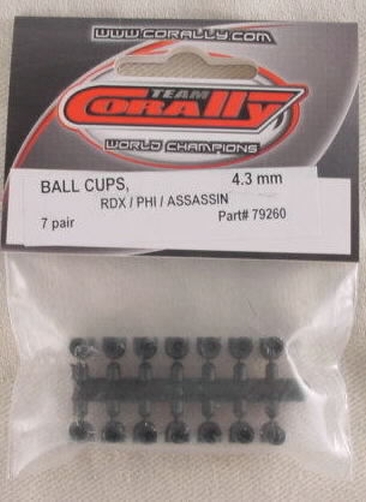 WWW.CORALLY.COM
TEAM
CORALLY
WORLD CHAMPIONS
BALL CUPS, 4.3 mm
RDX / PHI / ASSASSIN
7 pair Part# 79260